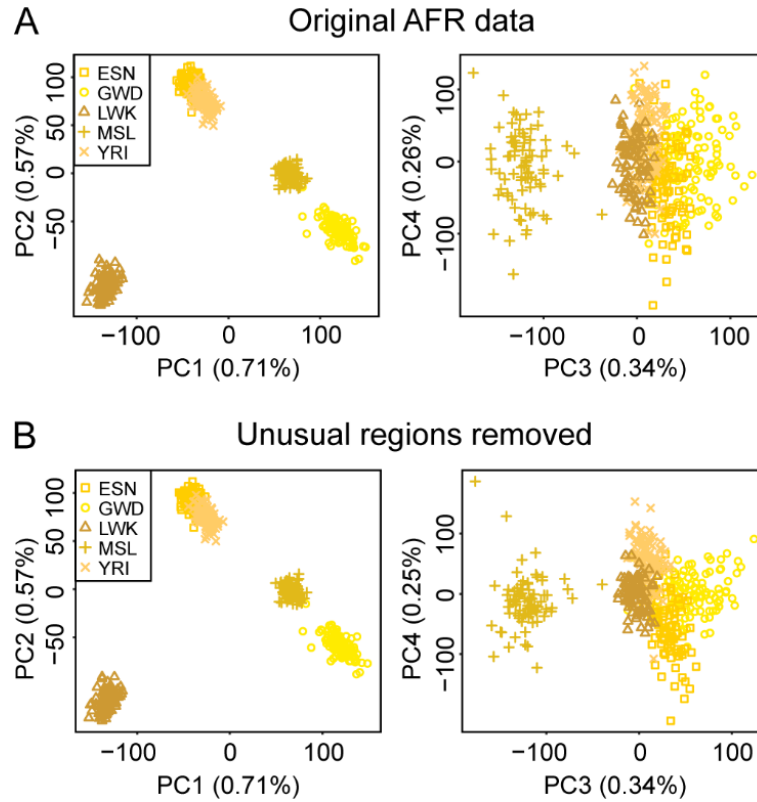 A
Original AFR data
ESN
GWD
LWK
MSL
YRI
PC2 (0.57%)
100
50
0
−50
−100
0
100
PC1 (0.71%)
PC4 (0.26%)
100
0
−100
−100
0
100
PC3 (0.34%)
B
Unusual regions removed
ESN
GWD
LWK
MSL
YRI
PC2 (0.57%)
100
50
0
−50
−100
0
100
PC1 (0.71%)
PC4 (0.25%)
100
0
−100
−100
0
100
PC3 (0.34%)